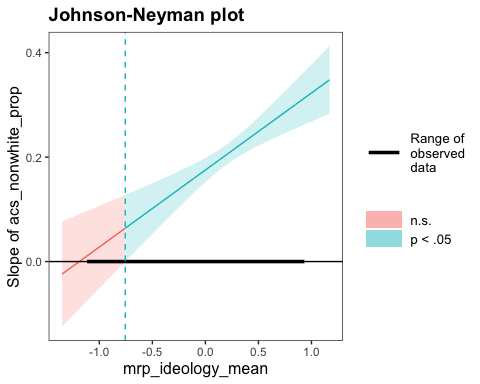 Johnson-Neyman plot
Slope of acs_nonwhite_prop
0.4
0.2
0.0
-1.0 -0.5 0.0 0.5 1.0
mrp_ideology_mean
Range of
observed
data
n.s.
p < .05